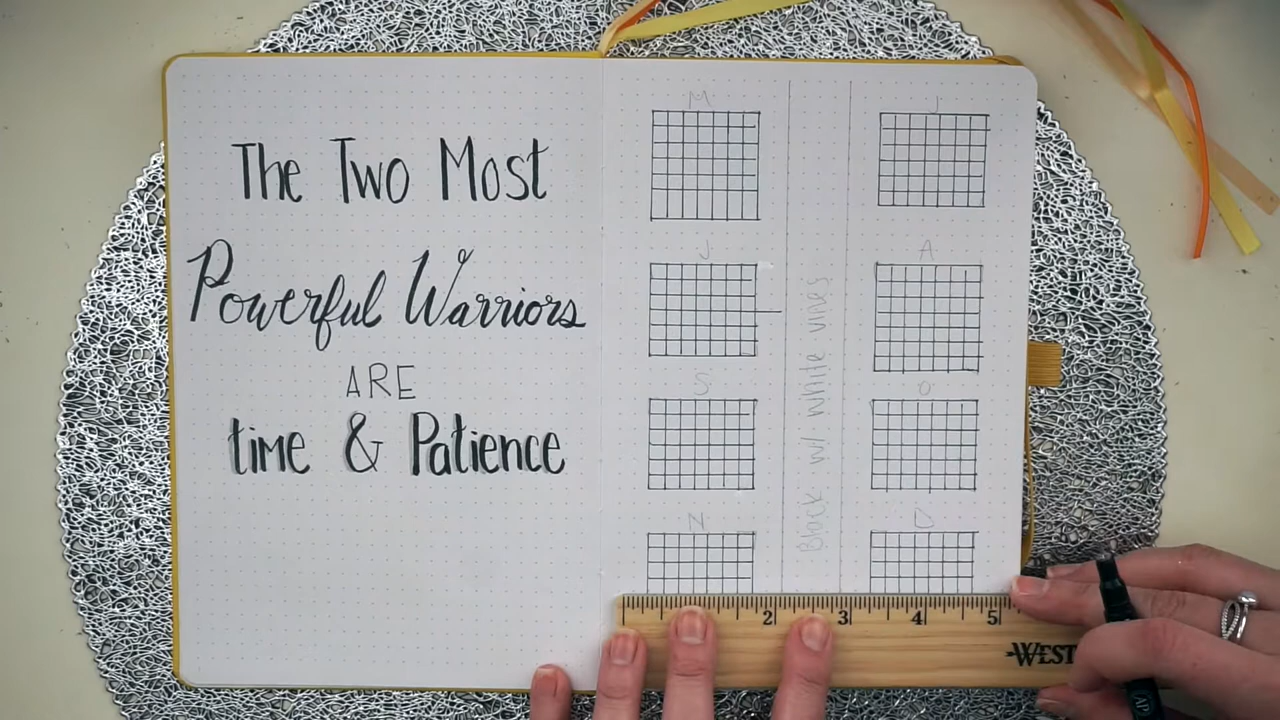 The Two Most
Powerful Warriors
ARE
time & Patience
M
J
J
A
S
O
N
D
Black w/ white vines
2
3
4
5
WEST